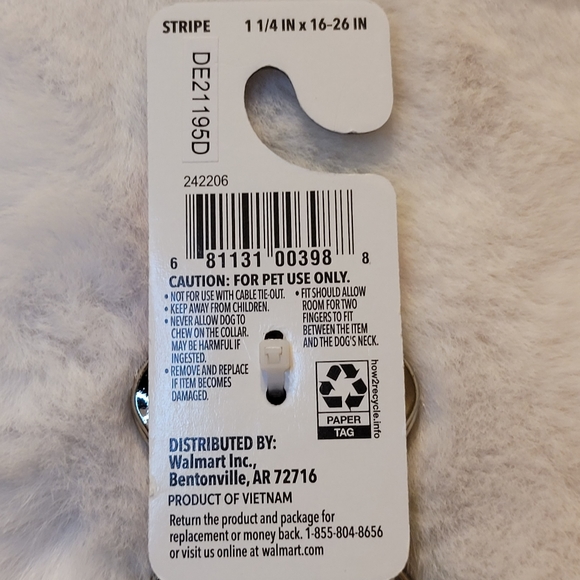 STRIPE 1 1/4 IN x 16-26 IN
DE21195D
242206
6 81131 00398 8
CAUTION: FOR PET USE ONLY.
• NOT FOR USE WITH CABLE TIE-OUT.
• KEEP AWAY FROM CHILDREN.
• NEVER ALLOW DOG TO
CHEW ON THE COLLAR.
MAY BE HARMFUL IF
INGESTED.
• REMOVE AND REPLACE
IF ITEM BECOMES
DAMAGED.
• FIT SHOULD ALLOW
ROOM FOR TWO
FINGERS TO FIT
BETWEEN THE ITEM
AND THE DOG'S NECK.
how2recycle.info
PAPER
TAG
DISTRIBUTED BY:
Walmart Inc.,
Bentonville, AR 72716
PRODUCT OF VIETNAM
Return the product and package for
replacement or money back. 1-855-804-8656
or visit us online at walmart.com